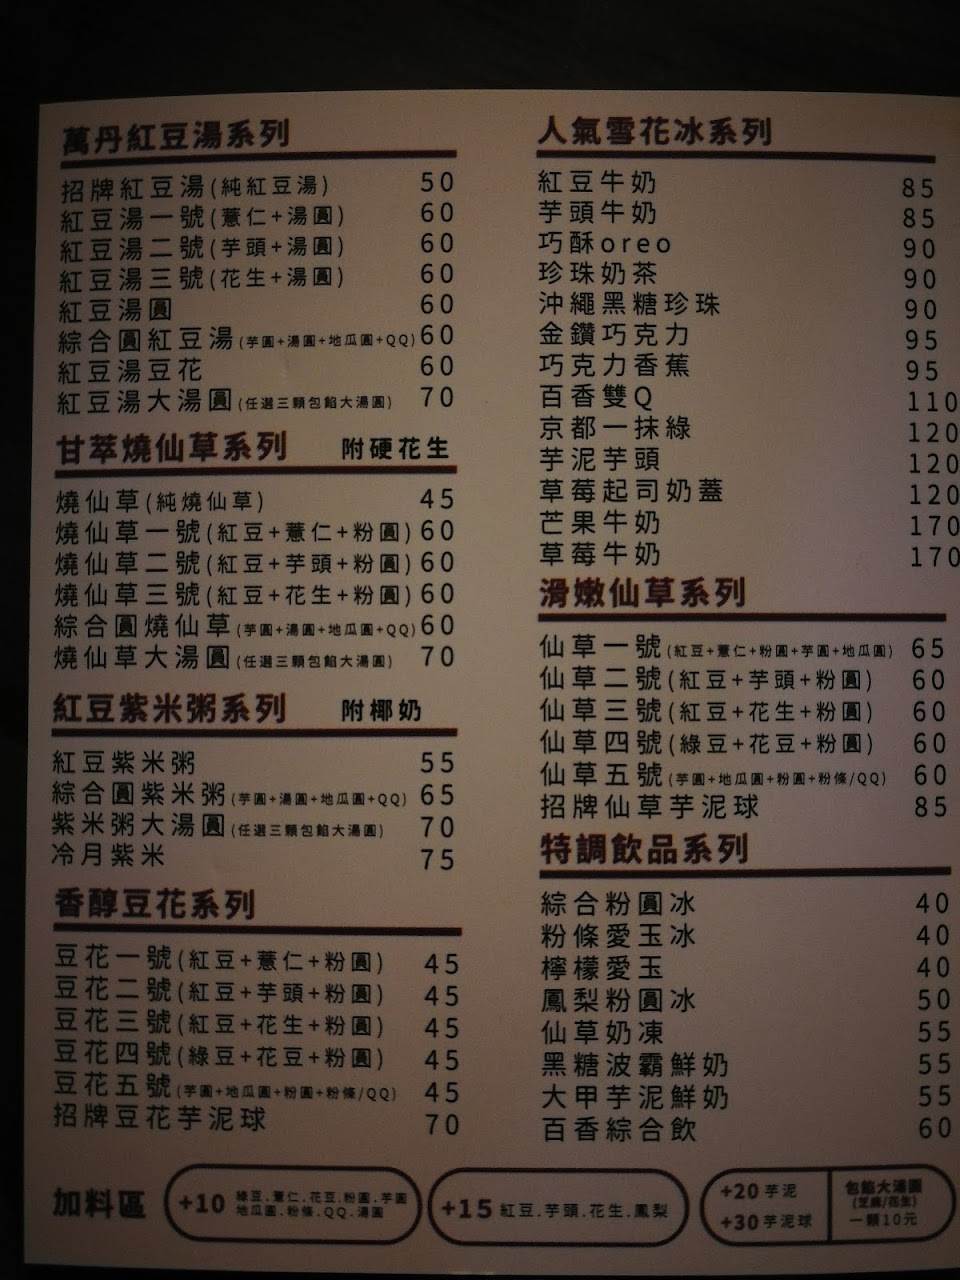 萬丹紅豆湯系列
招牌紅豆湯(純紅豆湯) 50
紅豆湯一號(薏仁+湯圓) 60
紅豆湯二號(芋頭+湯圓) 60
紅豆湯三號(花生+湯圓) 60
紅豆湯圓 60
綜合圓紅豆湯(芋圓+湯圓+地瓜圓+QQ) 60
紅豆湯豆花 60
紅豆湯大湯圓(任選三顆包餡大湯圓) 70
甘萃燒仙草系列 附硬花生
燒仙草(純燒仙草) 45
燒仙草一號(紅豆+薏仁+粉圓) 60
燒仙草二號(紅豆+芋頭+粉圓) 60
燒仙草三號(紅豆+花生+粉圓) 60
綜合圓燒仙草(芋圓+湯圓+地瓜圓+QQ) 60
燒仙草大湯圓(任選三顆包餡大湯圓) 70
紅豆紫米粥系列 附椰奶
紅豆紫米粥 55
綜合圓紫米粥(芋圓+湯圓+地瓜圓+QQ) 65
紫米粥大湯圓(任選三顆包餡大湯圓) 70
冷月紫米 75
香醇豆花系列
豆花一號(紅豆+薏仁+粉圓) 45
豆花二號(紅豆+芋頭+粉圓) 45
豆花三號(紅豆+花生+粉圓) 45
豆花四號(綠豆+花豆+粉圓) 45
豆花五號(芋圓+地瓜圓+粉圓+粉條/QQ) 45
招牌豆花芋泥球 70
人氣雪花冰系列
紅豆牛奶 85
芋頭牛奶 85
巧酥oreo 90
珍珠奶茶 90
沖繩黑糖珍珠 90
金鑽巧克力 95
巧克力香蕉 95
百香雙Q 110
京都一抹綠 120
芋泥芋頭 120
草莓起司奶蓋 120
芒果牛奶 170
草莓牛奶 170
滑嫩仙草系列
仙草一號(紅豆+薏仁+粉圓+芋圓+地瓜圓) 65
仙草二號(紅豆+芋頭+粉圓) 60
仙草三號(紅豆+花生+粉圓) 60
仙草四號(綠豆+花豆+粉圓) 60
仙草五號(芋圓+地瓜圓+粉圓+粉條/QQ) 60
招牌仙草芋泥球 85
特調飲品系列
綜合粉圓冰 40
粉條愛玉冰 40
檸檬愛玉 40
鳳梨粉圓冰 50
仙草奶凍 55
黑糖波霸鮮奶 55
大甲芋泥鮮奶 55
百香綜合飲 60
加料區
+10 綠豆.薏仁.花豆.粉圓.芋圓
地瓜圓.粉條.QQ.湯圓
+15 紅豆.芋頭.花生.鳳梨
+20 芋泥
+30 芋泥球
包餡大湯圓
(芝麻/花生)
一顆10元